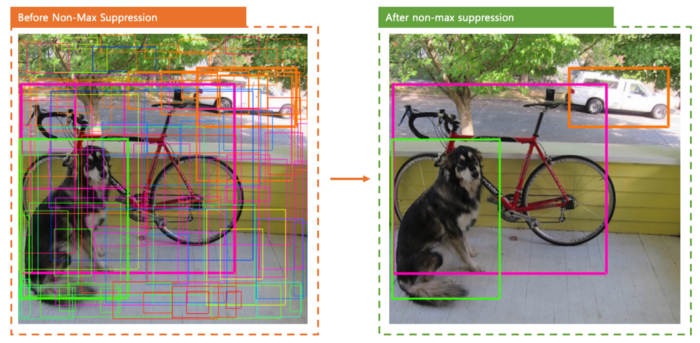 Before Non-Max Suppression
After non-max suppression